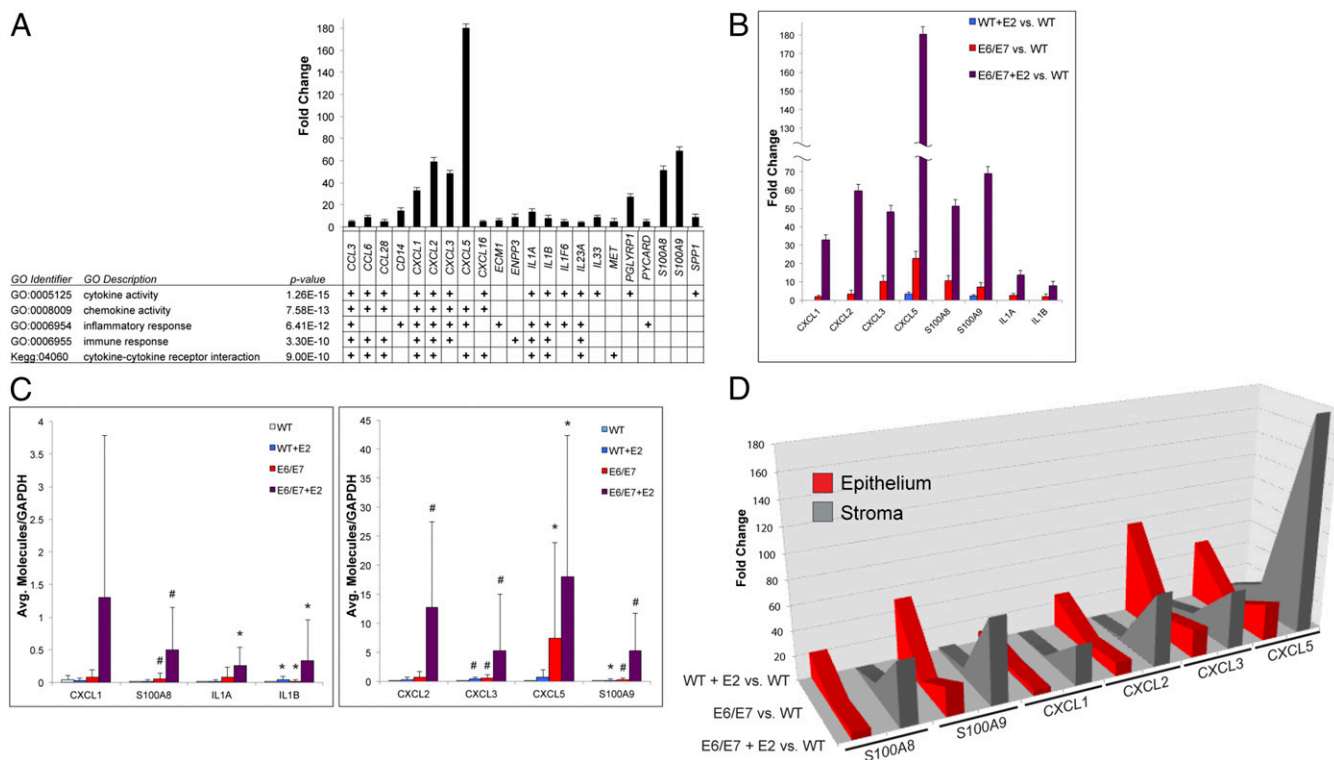 A
Fold Change
180
160
140
120
100
80
60
40
20
0
CCL3
CCL6
CCL28
CD14
CXCL1
CXCL2
CXCL3
CXCL5
CXCL16
ECM1
ENPP3
IL1A
IL1B
IL1F6
IL23A
IL33
MET
PGLYRP1
PYCARD
S100A8
S100A9
SPP1
GO Identifier GO Description p-value
GO:0005125 cytokine activity 1.26E-15 + + + + + + + + + + + + + +
GO:0008009 chemokine activity 7.58E-13 + + + + + + + +
GO:0006954 inflammatory response 6.41E-12 + + + + + + + + + + +
GO:0006955 immune response 3.30E-10 + + + + + + + + + +
Kegg:04060 cytokine-cytokine receptor interaction 9.00E-10 + + + + + + + + + + + + +
B
Fold Change
180
170
160
150
140
130
70
60
50
40
30
20
10
0
WT+E2 vs. WT
E6/E7 vs. WT
E6/E7+E2 vs. WT
CXCL1
CXCL2
CXCL3
CXCL5
S100A8
S100A9
IL1A
IL1B
C
Avg. Molecules/GAPDH
4
3.5
3
2.5
2
1.5
1
0.5
0
WT
WT+E2
E6/E7
E6/E7+E2
# # * * * *
CXCL1 S100A8 IL1A IL1B
Avg. Molecules/GAPDH
45
40
35
30
25
20
15
10
5
0
WT
WT+E2
E6/E7
E6/E7+E2
# # # # * * * # #
CXCL2 CXCL3 CXCL5 S100A9
D
Fold Change
180
160
140
120
100
80
60
40
20
0
Epithelium
Stroma
WT + E2 vs. WT
E6/E7 vs. WT
E6/E7 + E2 vs. WT
S100A8
S100A9
CXCL1
CXCL2
CXCL3
CXCL5